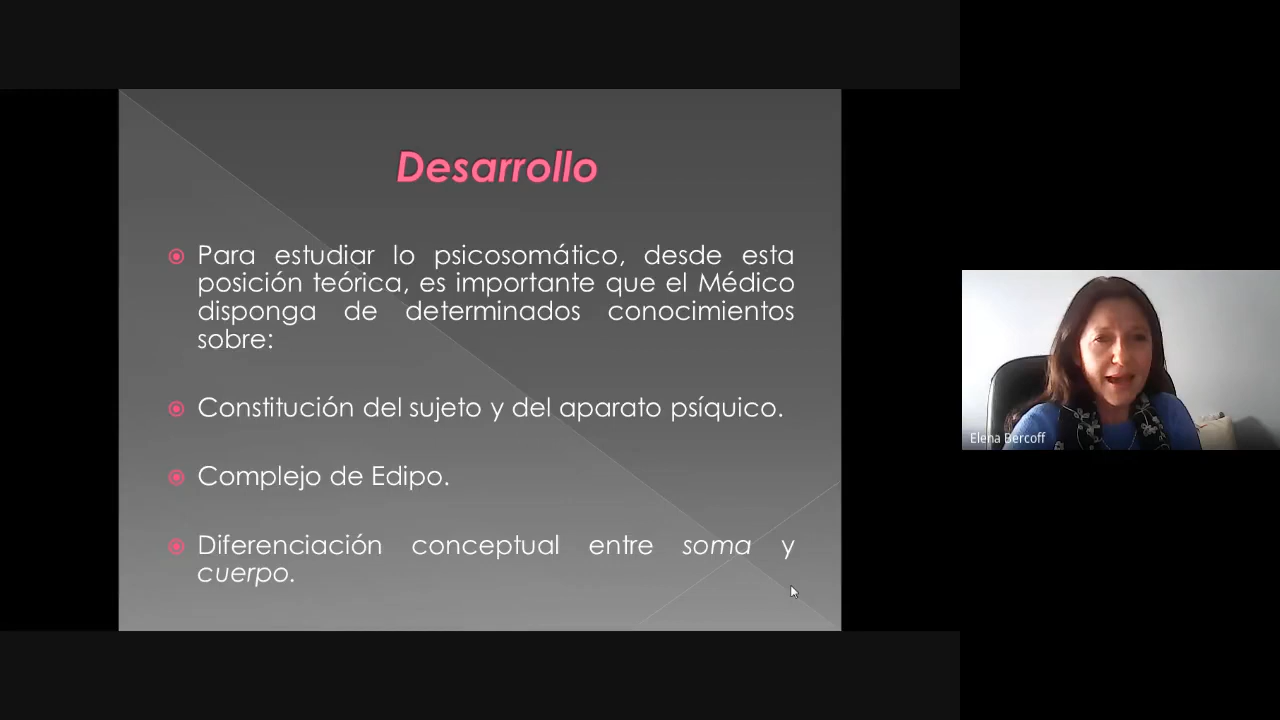 Desarrollo
Para estudiar lo psicosomático, desde esta
posición teórica, es importante que el Médico
disponga de determinados conocimientos
sobre:
Constitución del sujeto y del aparato psíquico.
Complejo de Edipo.
Diferenciación conceptual entre soma y
cuerpo.
Elena Bercoff